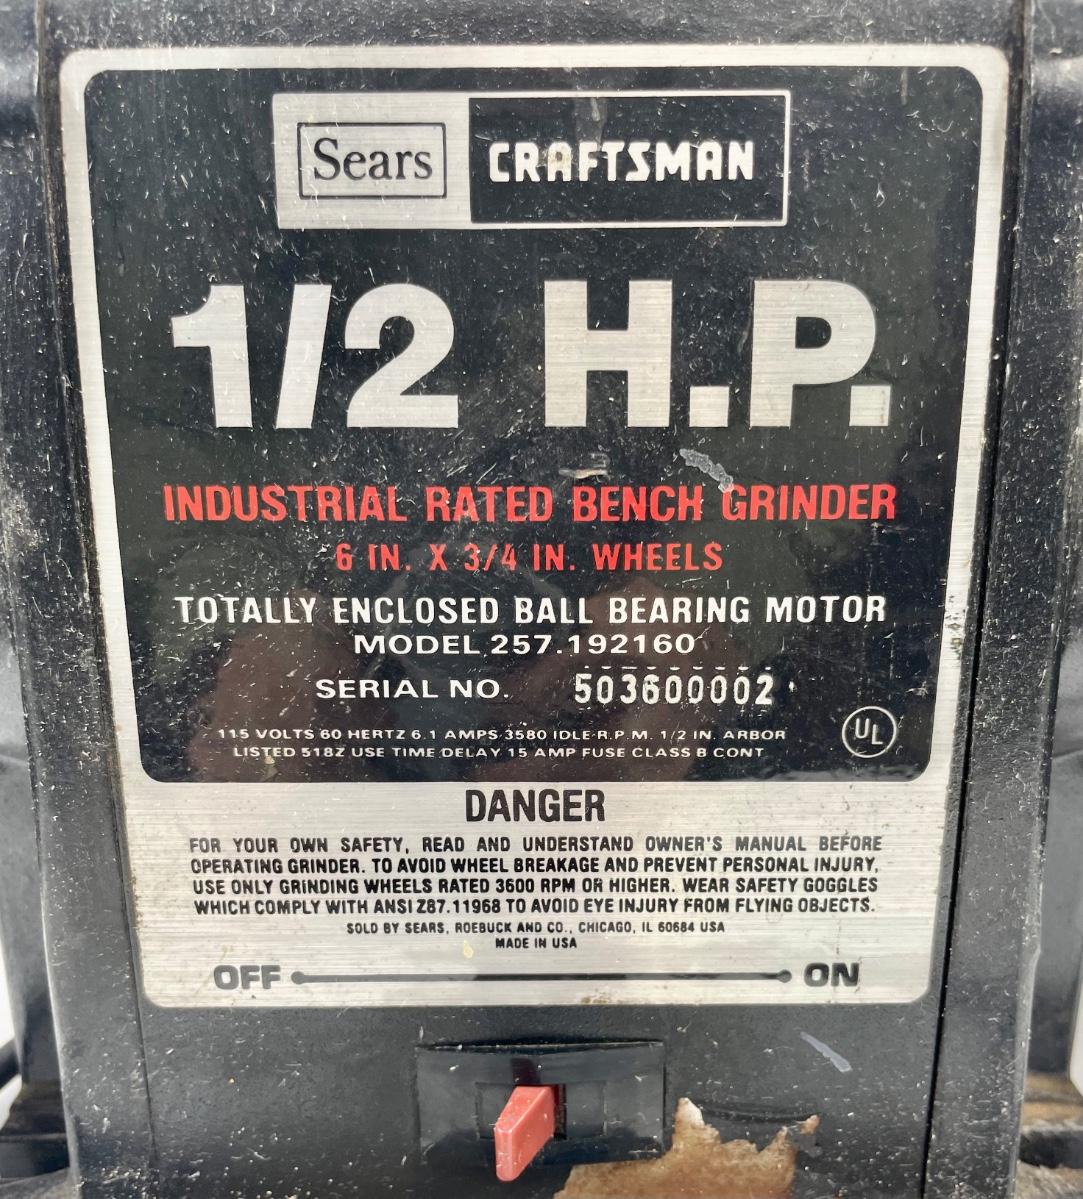 Sears CRAFTSMAN
1/2 H.P.
INDUSTRIAL RATED BENCH GRINDER
6 IN. X 3/4 IN. WHEELS
TOTALLY ENCLOSED BALL BEARING MOTOR
MODEL 257.192160
SERIAL NO. 503600002
115 VOLTS 60 HERTZ 6.1 AMPS 3580 IDLE R.P.M. 1/2 IN. ARBOR
LISTED 518Z USE TIME DELAY 15 AMP FUSE CLASS B CONT
UL
DANGER
FOR YOUR OWN SAFETY, READ AND UNDERSTAND OWNER'S MANUAL BEFORE
OPERATING GRINDER. TO AVOID WHEEL BREAKAGE AND PREVENT PERSONAL INJURY,
USE ONLY GRINDING WHEELS RATED 3600 RPM OR HIGHER. WEAR SAFETY GOGGLES
WHICH COMPLY WITH ANSI Z87.11968 TO AVOID EYE INJURY FROM FLYING OBJECTS.
SOLD BY SEARS, ROEBUCK AND CO., CHICAGO, IL 60684 USA
MADE IN USA
OFF ON